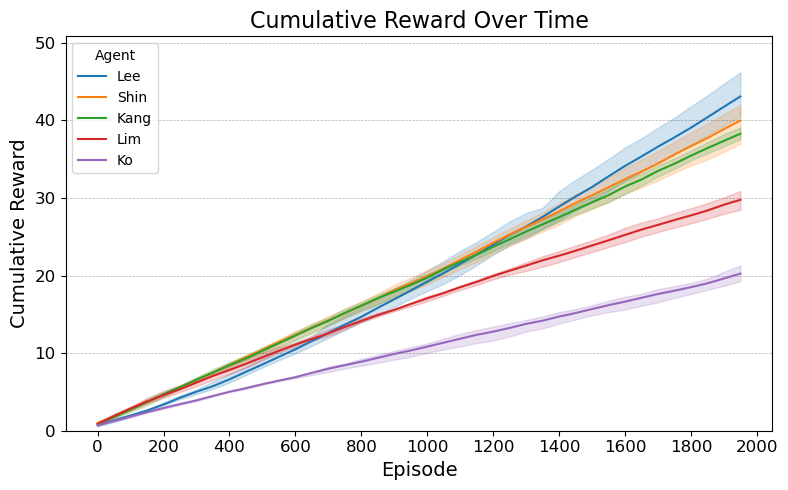 Cumulative Reward Over Time
Cumulative Reward
50
40
30
20
10
0
Agent
Lee
Shin
Kang
Lim
Ko
0 200 400 600 800 1000 1200 1400 1600 1800 2000
Episode